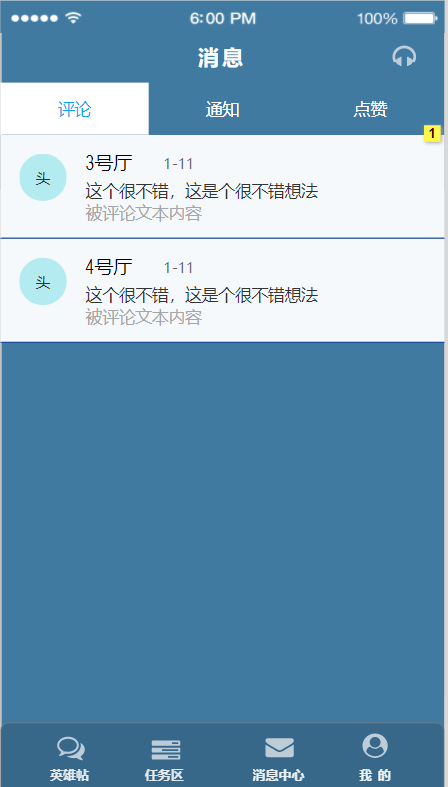 6:00 PM 100%
消息
评论 通知 点赞
1
头 3号厅 1-11
这个很不错，这是个很不错想法
被评论文本内容
头 4号厅 1-11
这个很不错，这是个很不错想法
被评论文本内容
英雄帖 任务区 消息中心 我 的